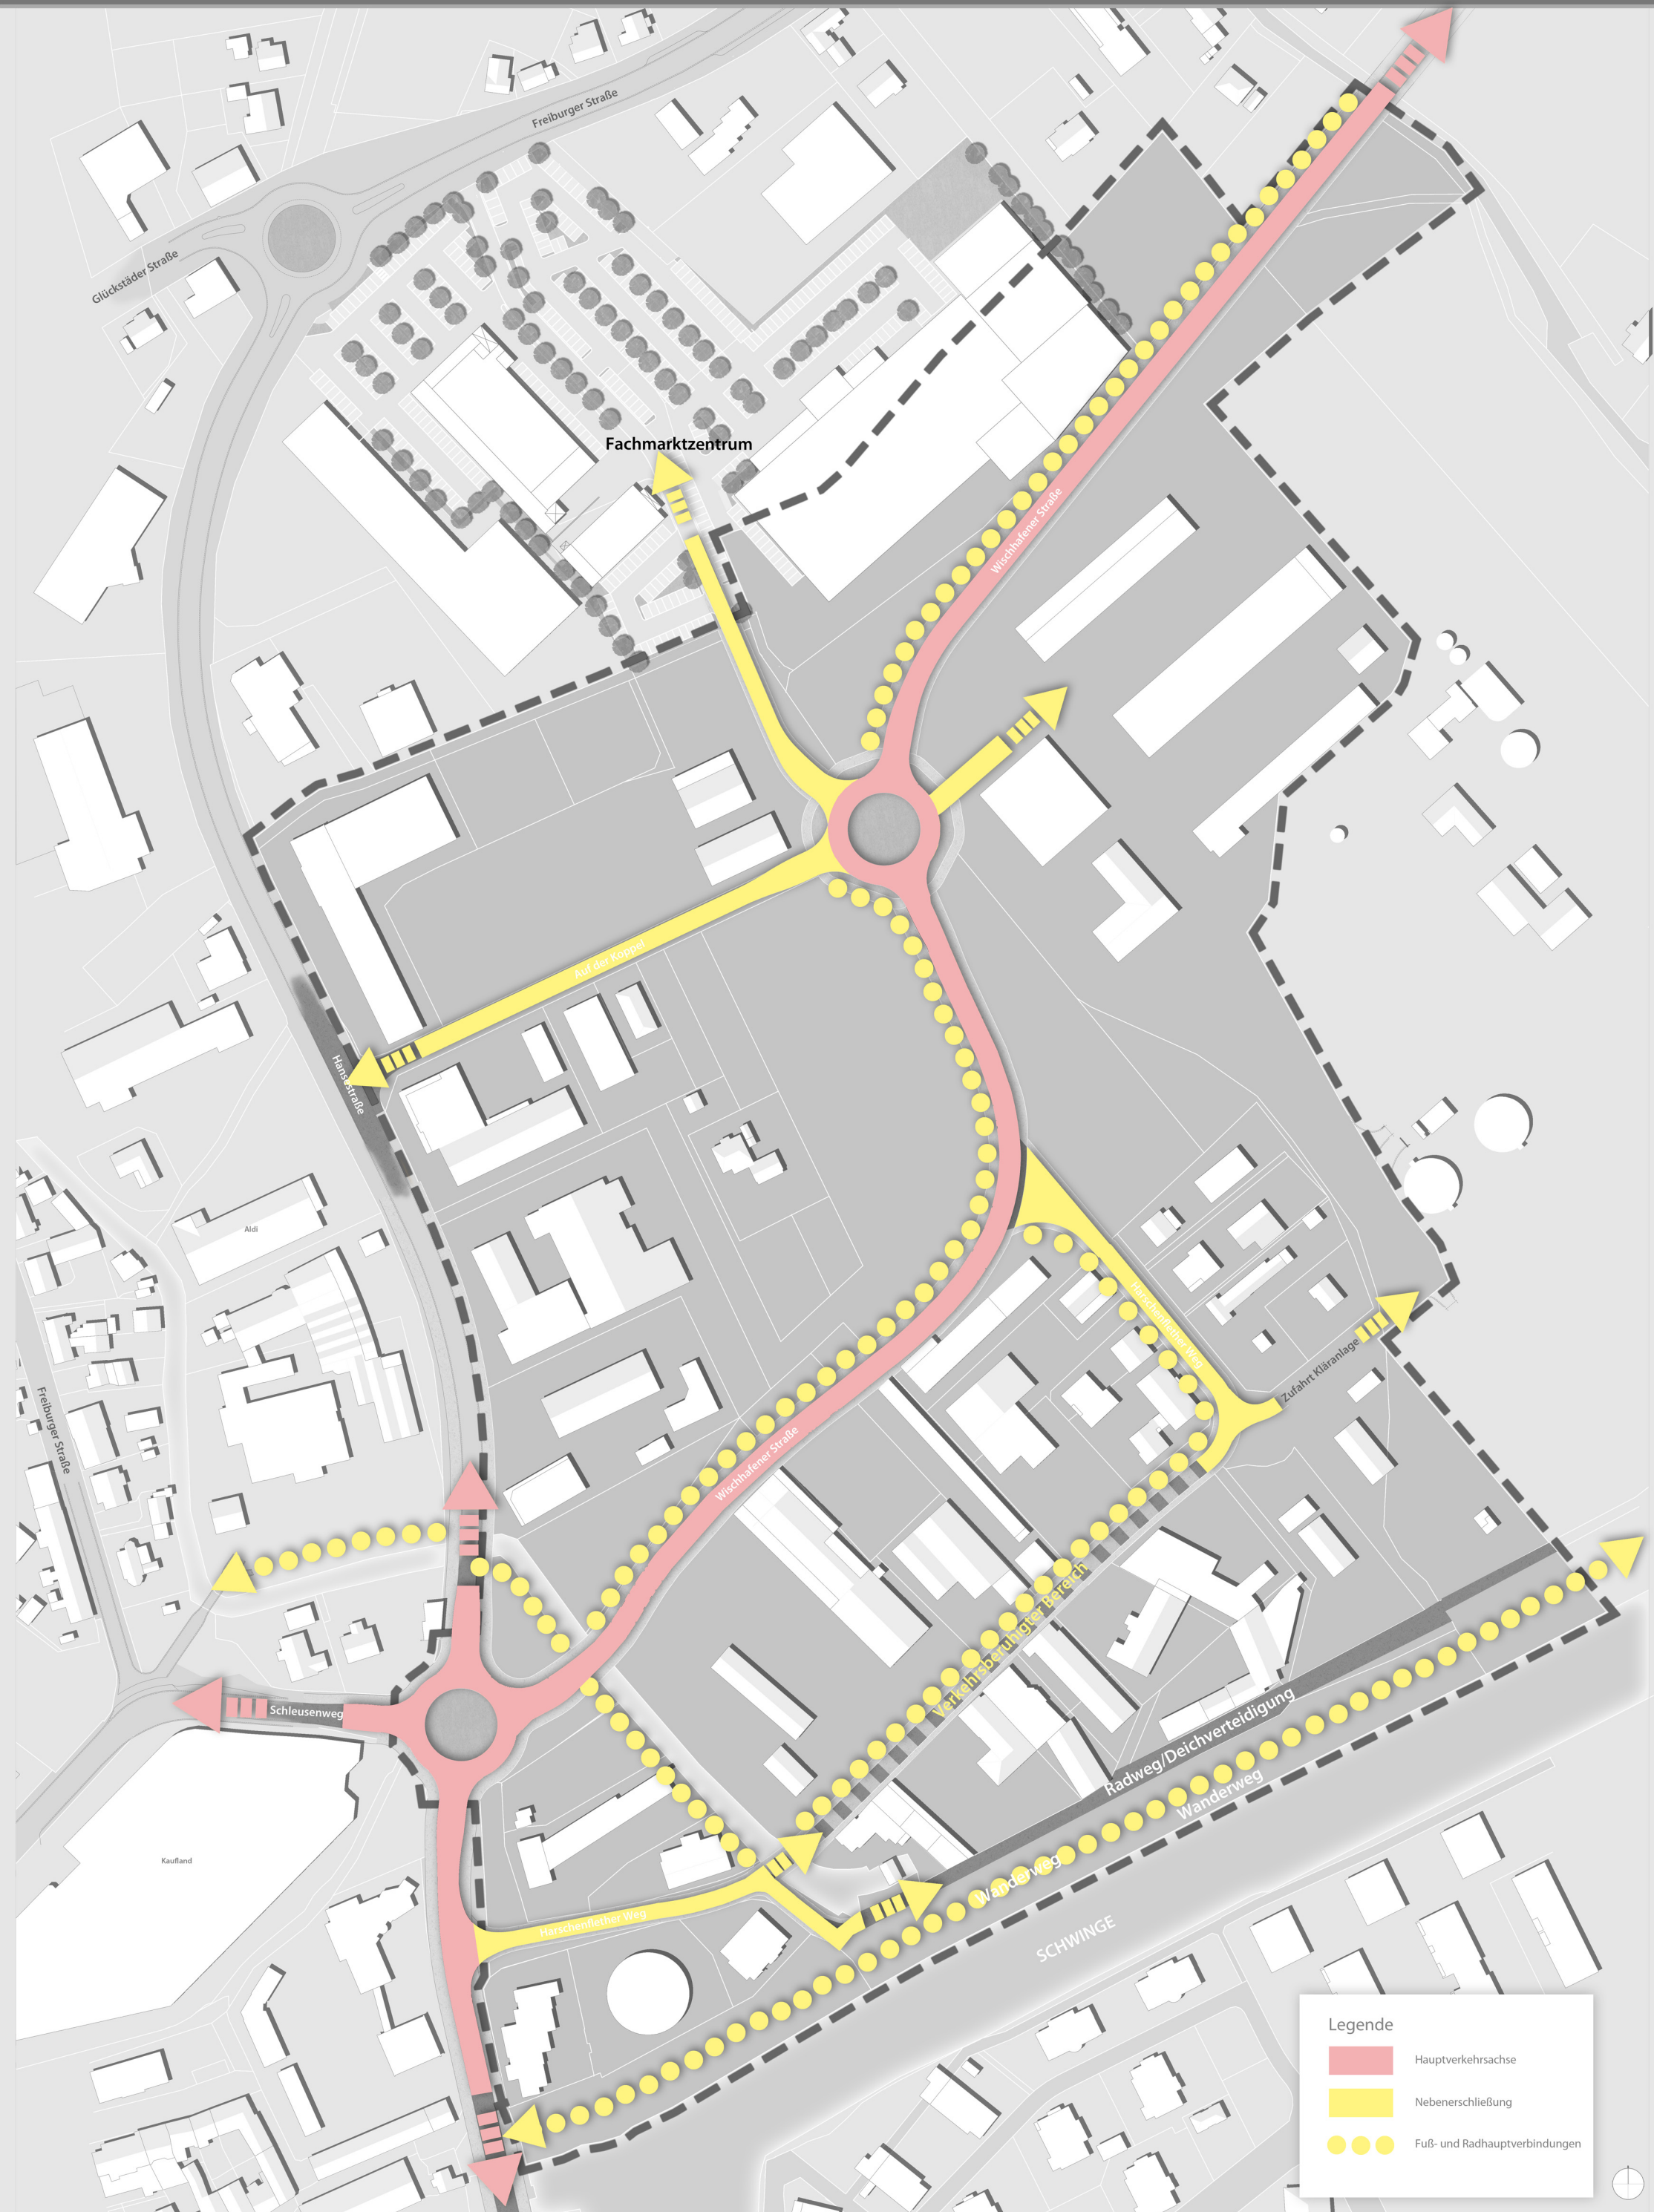 Freiburger Straße
Glückstäder Straße
Fachmarktzentrum
Wischhafener Straße
Auf der Koppel
Hansestraße
Aldi
Harschenflether Weg
Zufahrt Kläranlage
Freiburger Straße
Wischhafener Straße
Verkehrsberuhigter Bereich
Schleusenweg
Radweg/Deichverteidigung
Wanderweg
Kaufland
Wanderweg
Harschenflether Weg
SCHWINGE
Legende
Hauptverkehrsachse
Nebenerschließung
Fuß- und Radhauptverbindungen